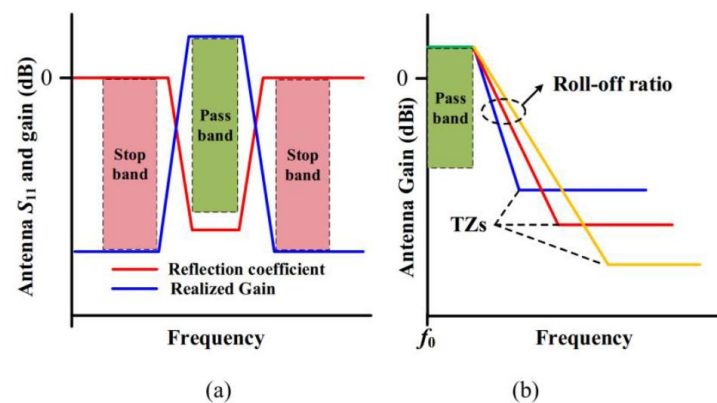 Antenna S₁₁ and gain (dB)
0
Stop
band
Pass
band
Stop
band
Reflection coefficient
Realized Gain
Frequency
(a)
Antenna Gain (dBi)
0
Pass
band
Roll-off ratio
TZs
f₀
Frequency
(b)